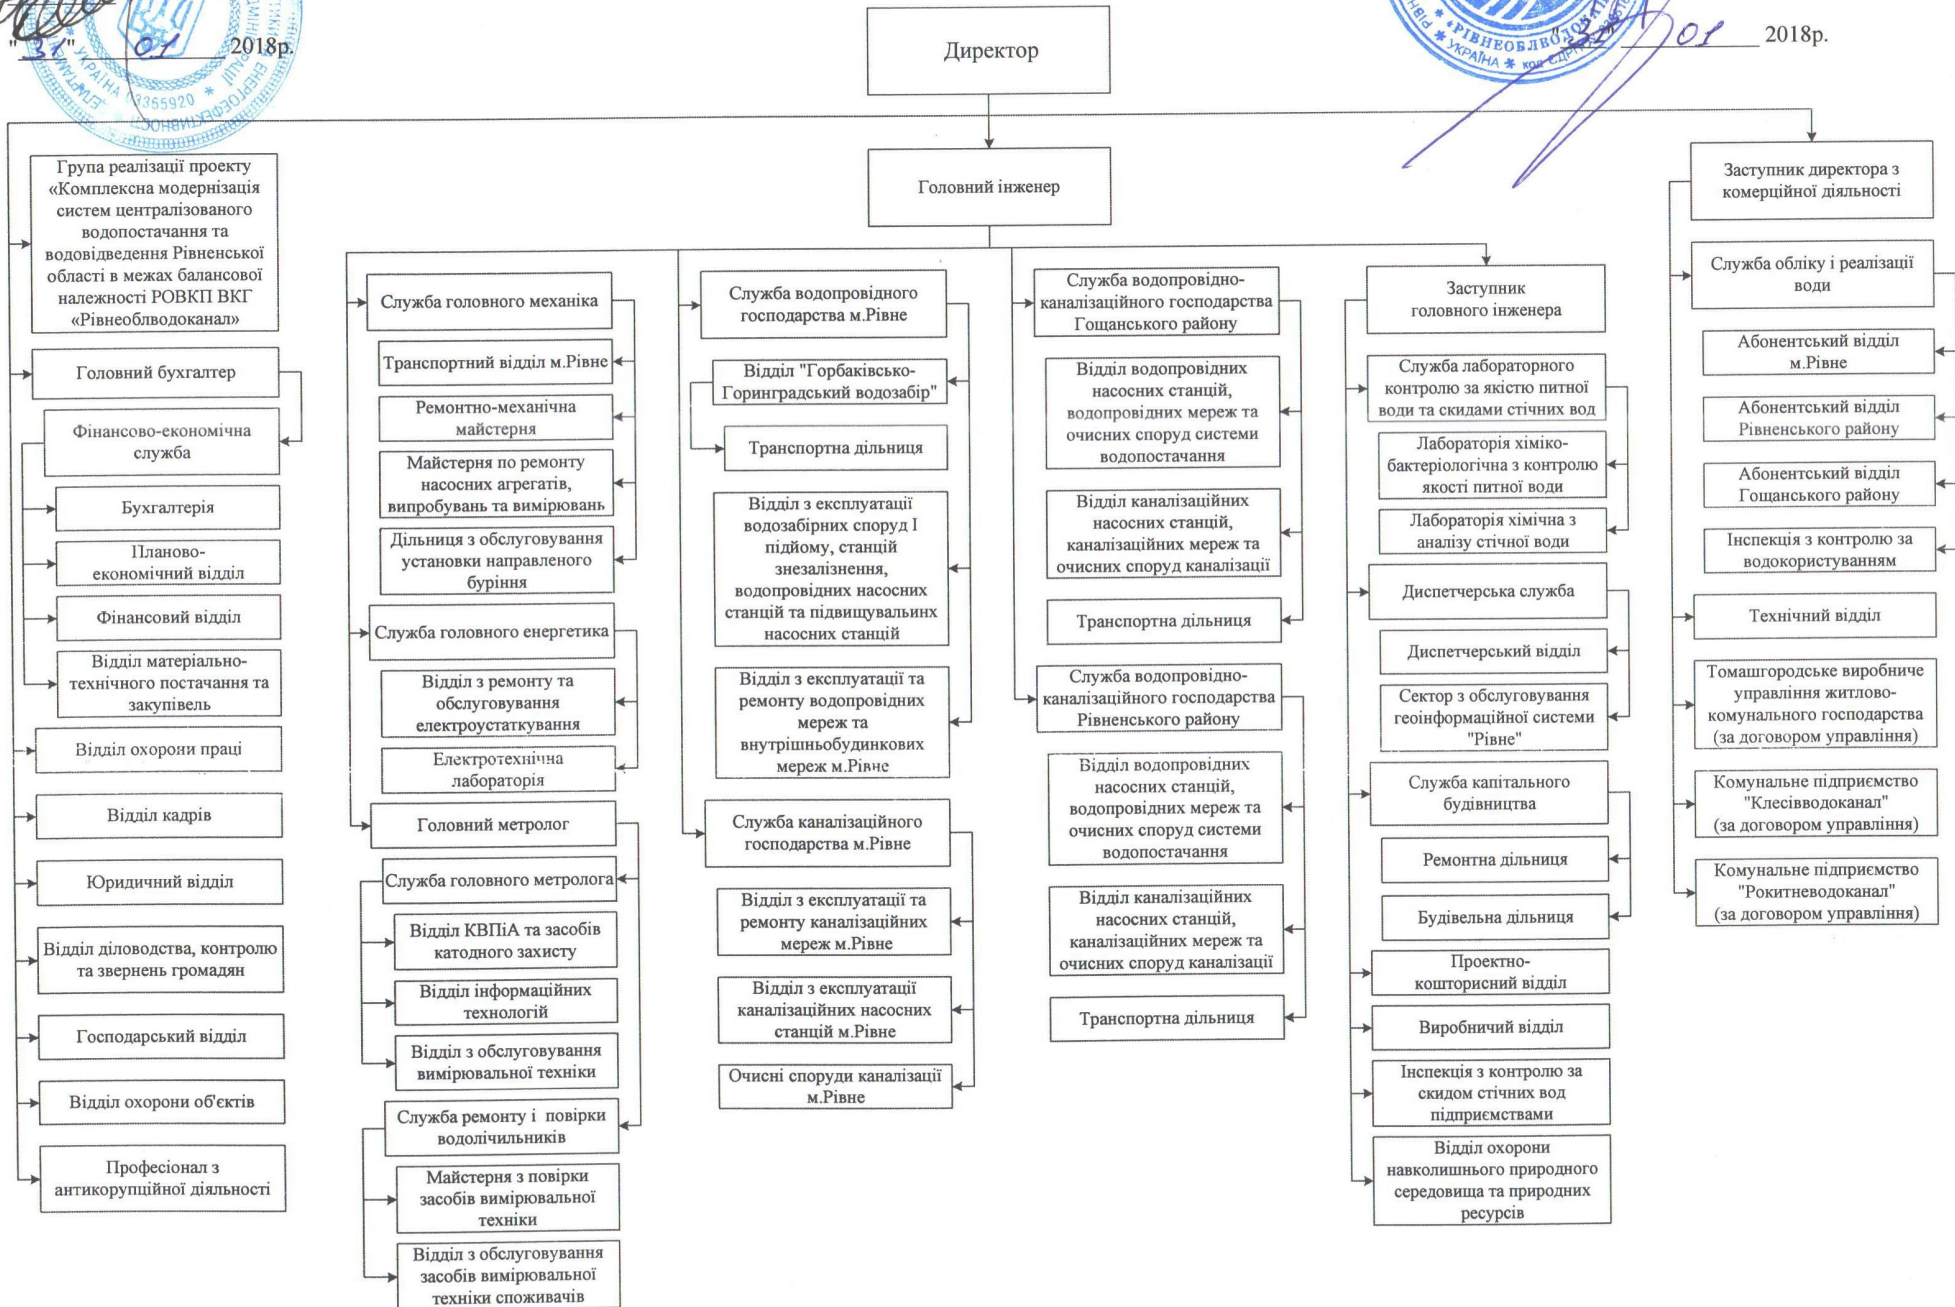 "31" 01 2018р.
УКРАЇНА 03365920
Директор
"РІВНЕОБЛВОДОКАНАЛ"
УКРАЇНА * код ЄДРПОУ
"31" 01 2018р.
Головний інженер
Група реалізації проекту
«Комплексна модернізація
систем централізованого
водопостачання та
водовідведення Рівненської
області в межах балансової
належності РОВКП ВКГ
«Рівнеоблводоканал»
Головний бухгалтер
Фінансово-економічна
служба
Бухгалтерія
Планово-
економічний відділ
Фінансовий відділ
Відділ матеріально-
технічного постачання та
закупівель
Відділ охорони праці
Відділ кадрів
Юридичний відділ
Відділ діловодства, контролю
та звернень громадян
Господарський відділ
Відділ охорони об'єктів
Професіонал з
антикорупційної діяльності
Служба головного механіка
Транспортний відділ м.Рівне
Ремонтно-механічна
майстерня
Майстерня по ремонту
насосних агрегатів,
випробувань та вимірювань
Дільниця з обслуговування
установки направленого
буріння
Служба головного енергетика
Відділ з ремонту та
обслуговування
електроустаткування
Електротехнічна
лабораторія
Головний метролог
Служба головного метролога
Відділ КВПіА та засобів
катодного захисту
Відділ інформаційних
технологій
Відділ з обслуговування
вимірювальної техніки
Служба ремонту і повірки
водолічильників
Майстерня з повірки
засобів вимірювальної
техніки
Відділ з обслуговування
засобів вимірювальної
техніки споживачів
Служба водопровідного
господарства м.Рівне
Відділ "Горбаківсько-
Горинградський водозабір"
Транспортна дільниця
Відділ з експлуатації
водозабірних споруд І
підйому, станцій
знезалізнення,
водопровідних насосних
станцій та підвищувальинх
насосних станцій
Відділ з експлуатації та
ремонту водопровідних
мереж та
внутрішньобудинкових
мереж м.Рівне
Служба каналізаційного
господарства м.Рівне
Відділ з експлуатації та
ремонту каналізаційних
мереж м.Рівне
Відділ з експлуатації
каналізаційних насосних
станцій м.Рівне
Очисні споруди каналізації
м.Рівне
Служба водопровідно-
каналізаційного господарства
Гощанського району
Відділ водопровідних
насосних станцій,
водопровідних мереж та
очисних споруд системи
водопостачання
Відділ каналізаційних
насосних станцій,
каналізаційних мереж та
очисних споруд каналізації
Транспортна дільниця
Служба водопровідно-
каналізаційного господарства
Рівненського району
Відділ водопровідних
насосних станцій,
водопровідних мереж та
очисних споруд системи
водопостачання
Відділ каналізаційних
насосних станцій,
каналізаційних мереж та
очисних споруд каналізації
Транспортна дільниця
Заступник
головного інженера
Служба лабораторного
контролю за якістю питної
води та скидами стічних вод
Лабораторія хіміко-
бактеріологічна з контролю
якості питної води
Лабораторія хімічна з
аналізу стічної води
Диспетчерська служба
Диспетчерський відділ
Сектор з обслуговування
геоінформаційної системи
"Рівне"
Служба капітального
будівництва
Ремонтна дільниця
Будівельна дільниця
Проектно-
кошторисний відділ
Виробничий відділ
Інспекція з контролю за
скидом стічних вод
підприємствами
Відділ охорони
навколишнього природного
середовища та природних
ресурсів
Заступник директора з
комерційної діяльності
Служба обліку і реалізації
води
Абонентський відділ
м.Рівне
Абонентський відділ
Рівненського району
Абонентський відділ
Гощанського району
Інспекція з контролю за
водокористуванням
Технічний відділ
Томашгородське виробниче
управління житлово-
комунального господарства
(за договором управління)
Комунальне підприємство
"Клесівводоканал"
(за договором управління)
Комунальне підприємство
"Рокитневодоканал"
(за договором управління)